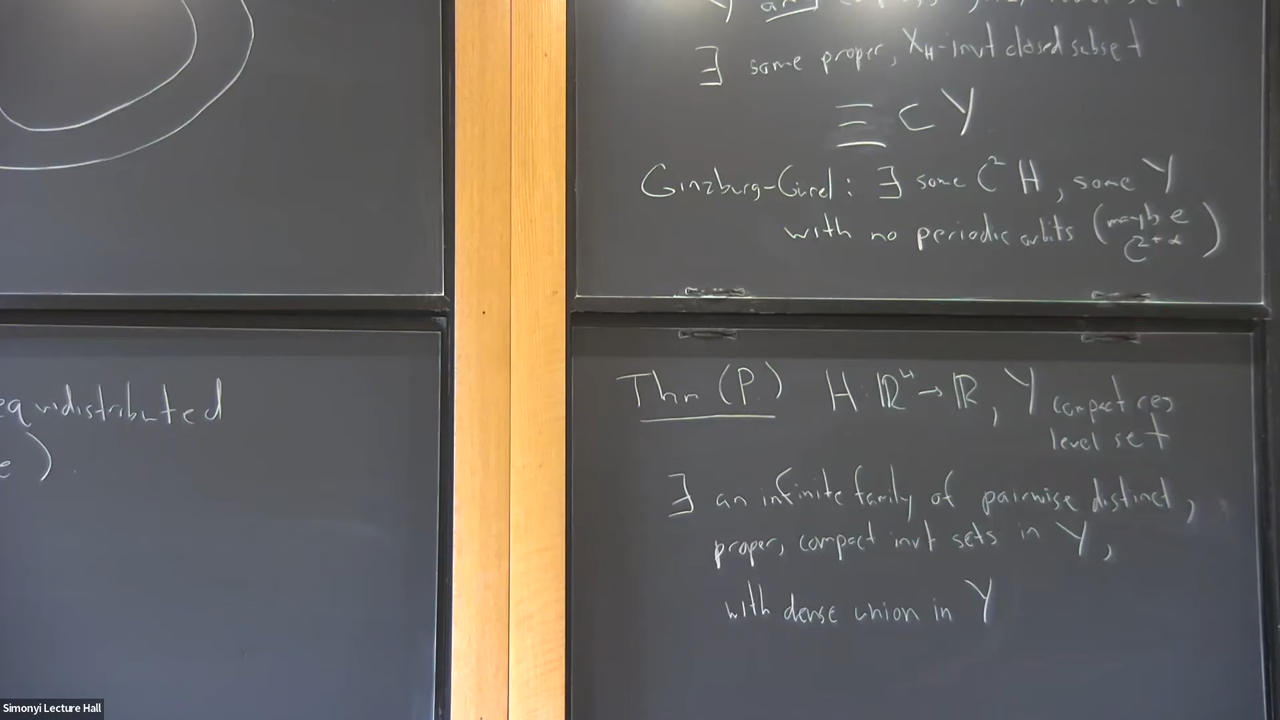 equidistributed
)
∃ some proper, X_H-invt closed subset
Ξ ⊂ Y
Ginzburg-Gürel: ∃ some C² H, some Y
with no periodic orbits (maybe
C^{2+α})
Thm (P.) H: ℝ⁴ → ℝ, Y compact reg
level set
∃ an infinite family of pairwise distinct,
proper, compact invt sets in Y,
with dense union in Y
Simonyi Lecture Hall